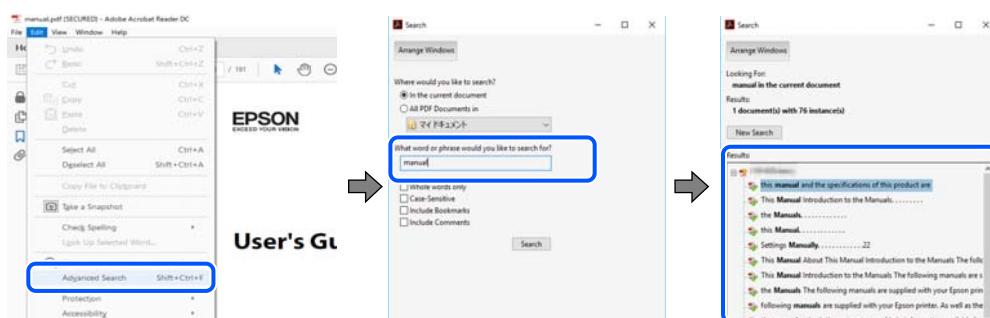 manual.pdf (SECURED) - Adobe Acrobat Reader DC
File Edit View Window Help
Undo Ctrl+Z
Redo Shift+Ctrl+Z
Cut Ctrl+X
Copy Ctrl+C
Paste Ctrl+V
Delete
Select All Ctrl+A
Deselect All Shift+Ctrl+A
Copy File to Clipboard
Take a Snapshot
Check Spelling
Look Up Selected Word...
Advanced Search Shift+Ctrl+F
Protection
Accessibility
/ 191
EPSON
EXCEED YOUR VISION
User's Gu
Search
Arrange Windows
Where would you like to search?
In the current document
All PDF Documents in
マイドキュメント
What word or phrase would you like to search for?
manual
Whole words only
Case-Sensitive
Include Bookmarks
Include Comments
Search
Search
Arrange Windows
Looking For:
manual in the current document
Results:
1 document(s) with 76 instance(s)
New Search
Results:
this manual and the specifications of this product are
This Manual Introduction to the Manuals. . . . . . . . .
the Manuals. . . . . . . . . . . . .
this Manual. . . . . . . . . . . . .
Settings Manually. . . . . . . . . . . . .22
This Manual About This Manual Introduction to the Manuals The follo
This Manual Introduction to the Manuals The following manuals are s
the Manuals The following manuals are supplied with your Epson prin
following manuals are supplied with your Epson printer. As well as the